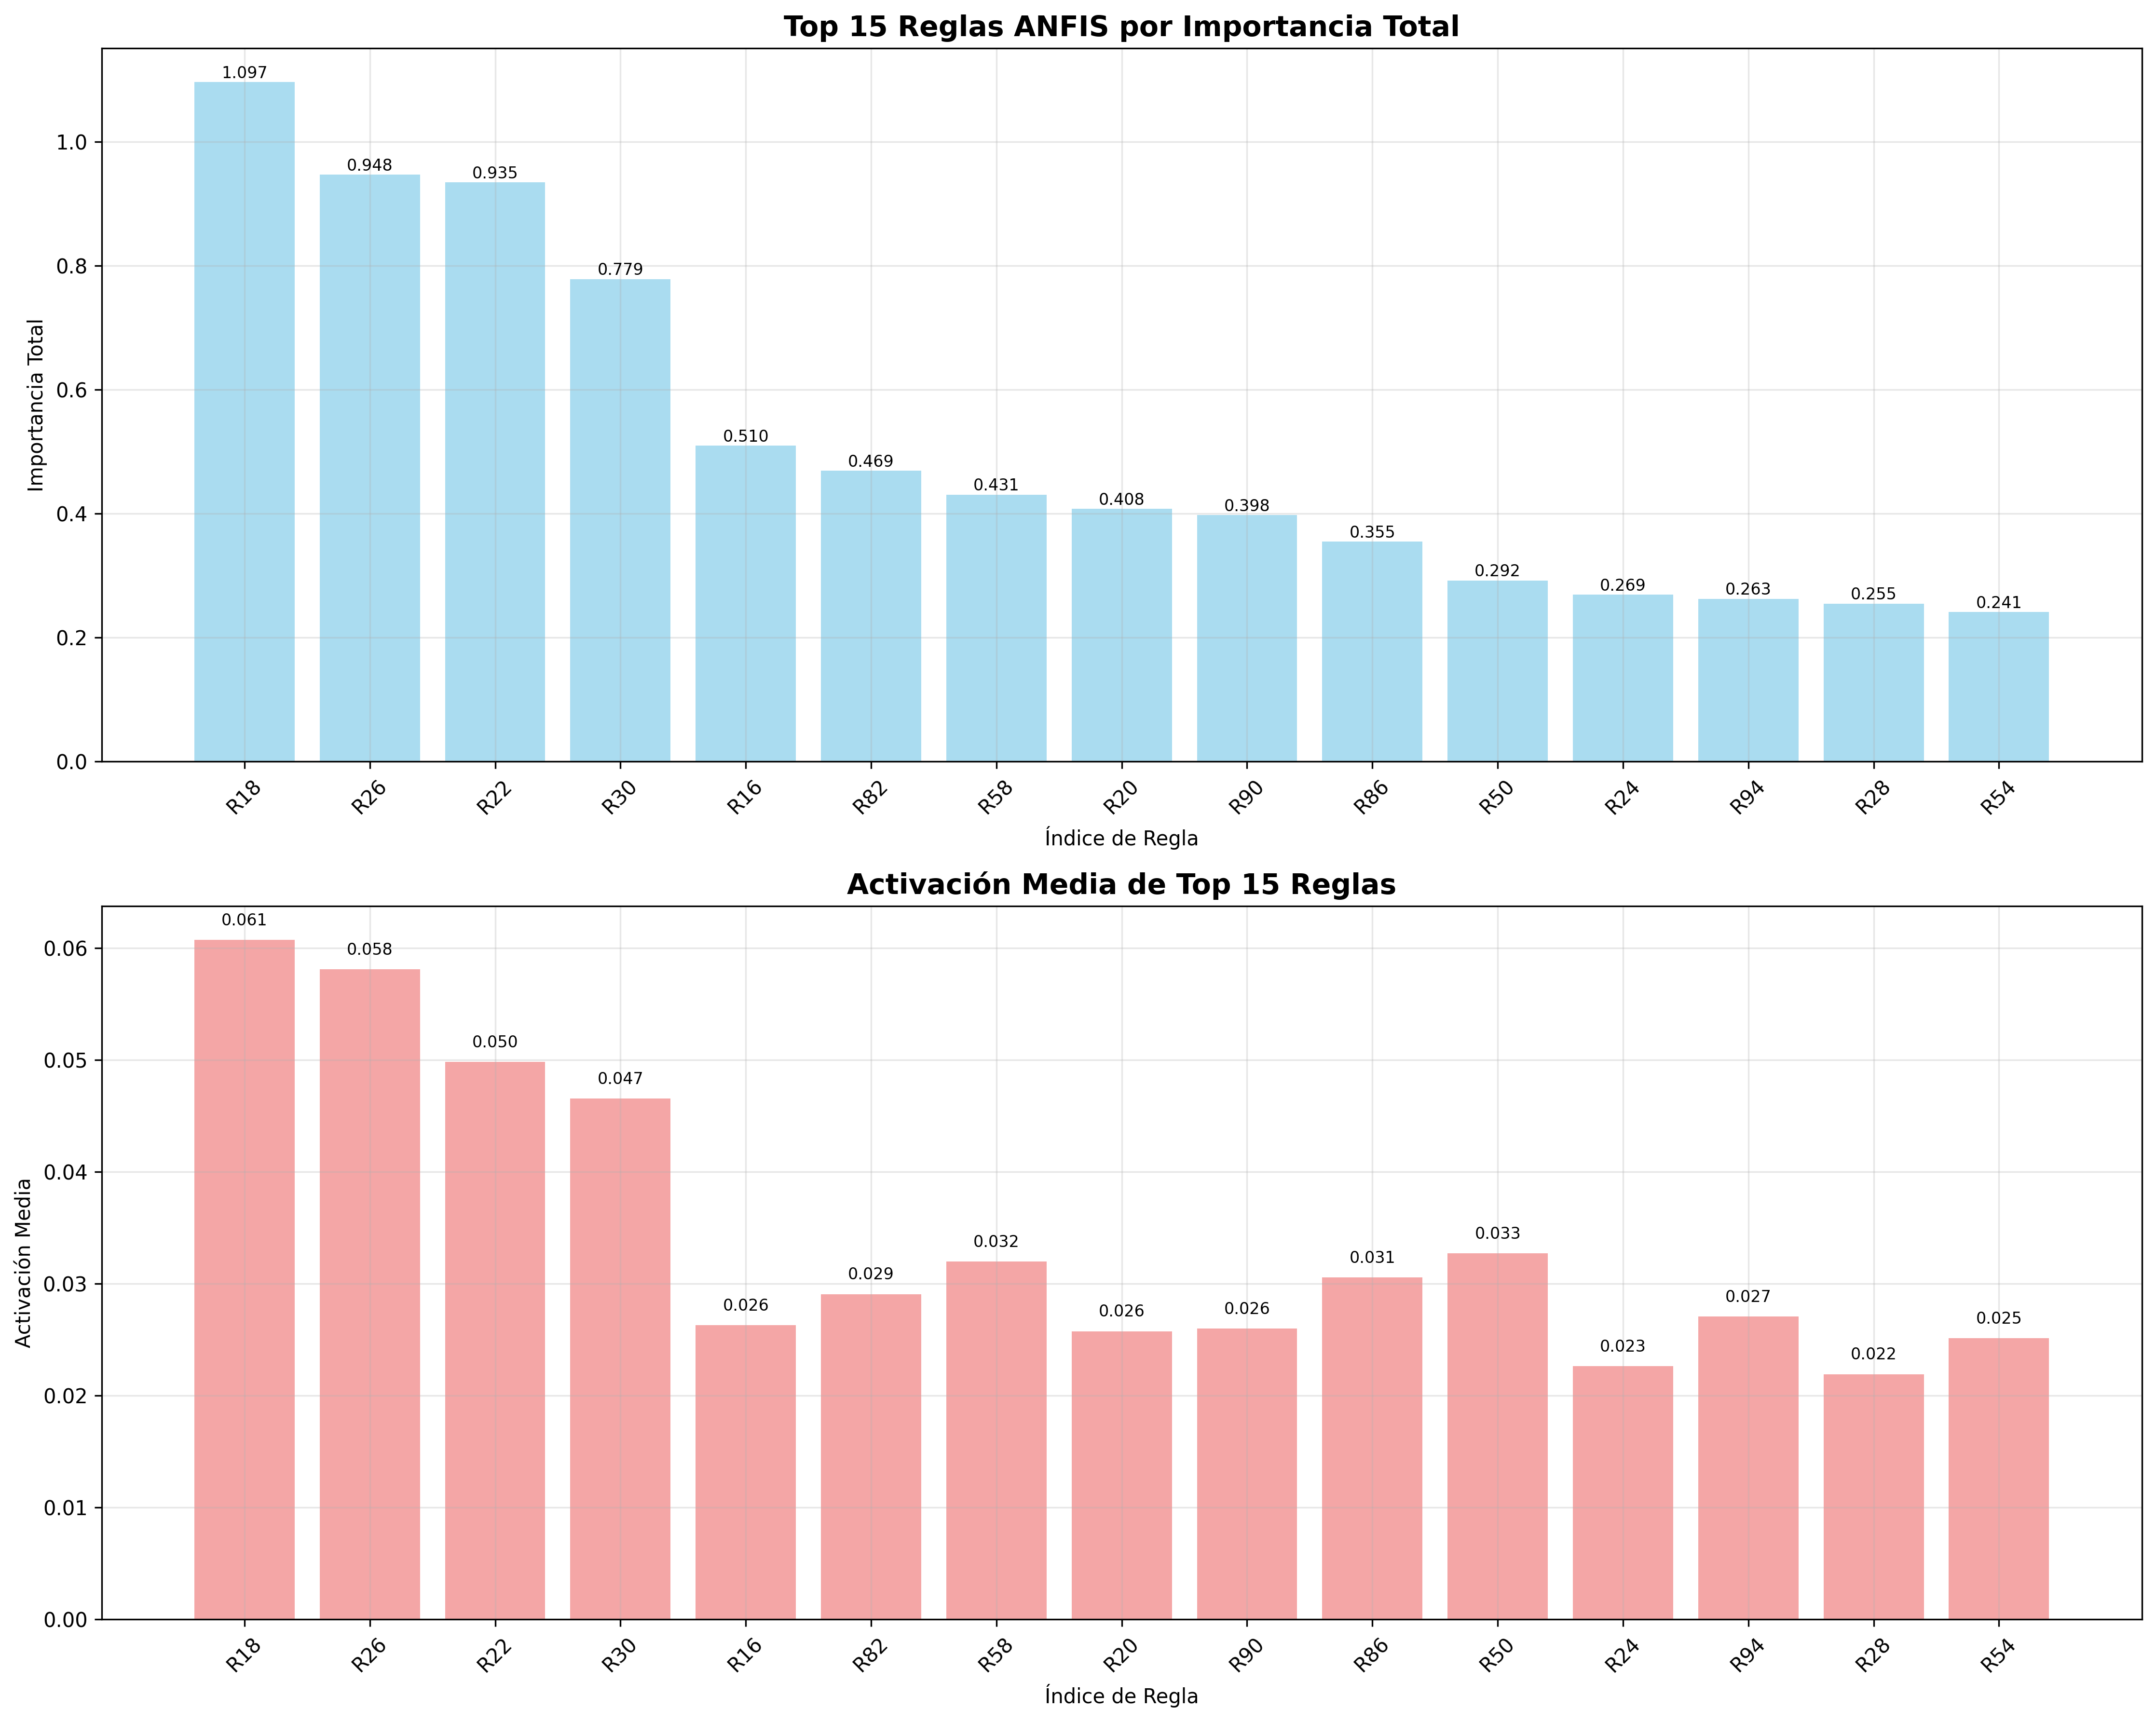 Top 15 Reglas ANFIS por Importancia Total
Importancia Total
1.0
0.8
0.6
0.4
0.2
0.0
1.097
0.948
0.935
0.779
0.510
0.469
0.431
0.408
0.398
0.355
0.292
0.269
0.263
0.255
0.241
R18
R26
R22
R30
R16
R82
R58
R20
R90
R86
R50
R24
R94
R28
R54
Índice de Regla
Activación Media de Top 15 Reglas
Activación Media
0.06
0.05
0.04
0.03
0.02
0.01
0.00
0.061
0.058
0.050
0.047
0.026
0.029
0.032
0.026
0.026
0.031
0.033
0.023
0.027
0.022
0.025
R18
R26
R22
R30
R16
R82
R58
R20
R90
R86
R50
R24
R94
R28
R54
Índice de Regla